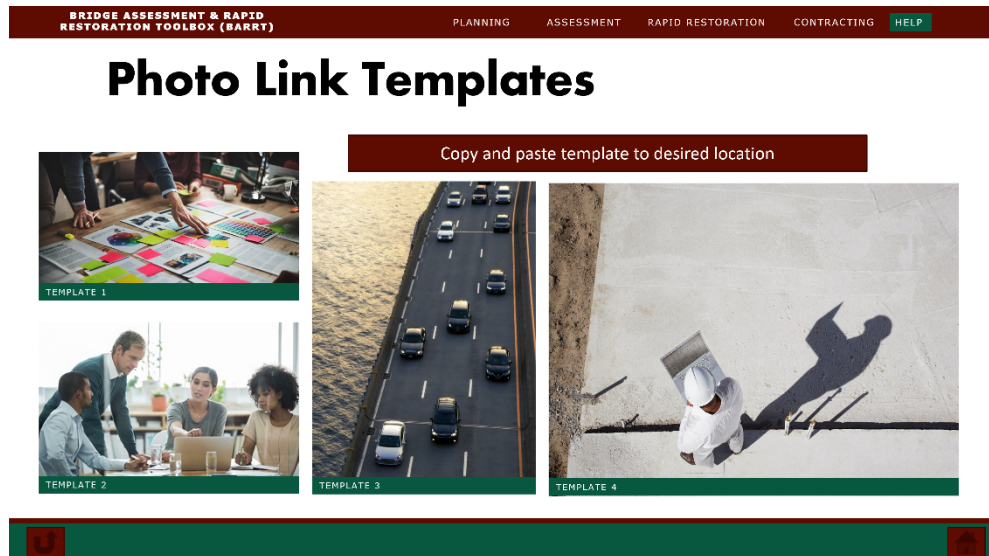 BRIDGE ASSESSMENT & RAPID
RESTORATION TOOLBOX (BARRT)
PLANNING
ASSESSMENT
RAPID RESTORATION
CONTRACTING
HELP
Photo Link Templates
Copy and paste template to desired location
TEMPLATE 1
TEMPLATE 2
TEMPLATE 3
TEMPLATE 4